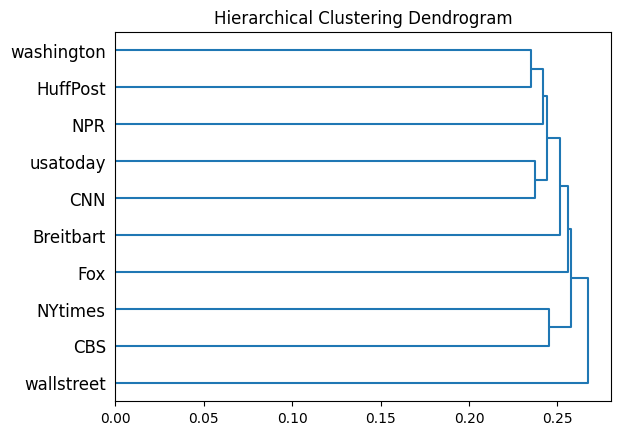 Hierarchical Clustering Dendrogram
washington
HuffPost
NPR
usatoday
CNN
Breitbart
Fox
NYtimes
CBS
wallstreet
0.00 0.05 0.10 0.15 0.20 0.25